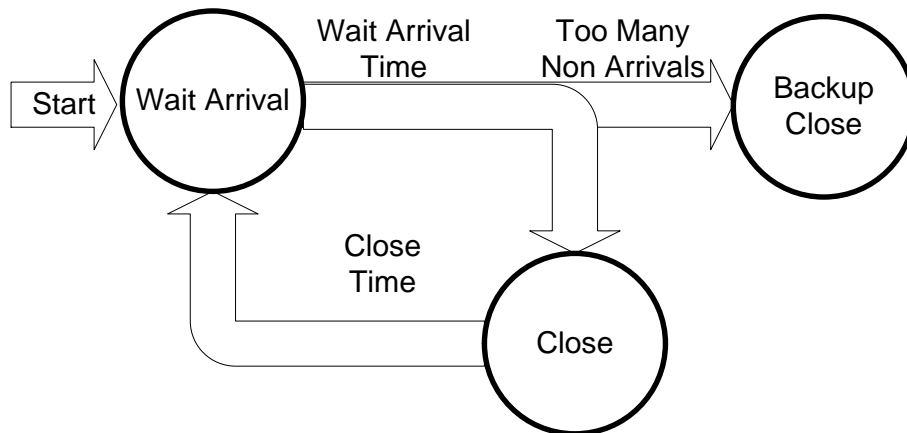 Wait Arrival
Time
Too Many
Non Arrivals
Start
Wait Arrival
Backup
Close
Close
Time
Close